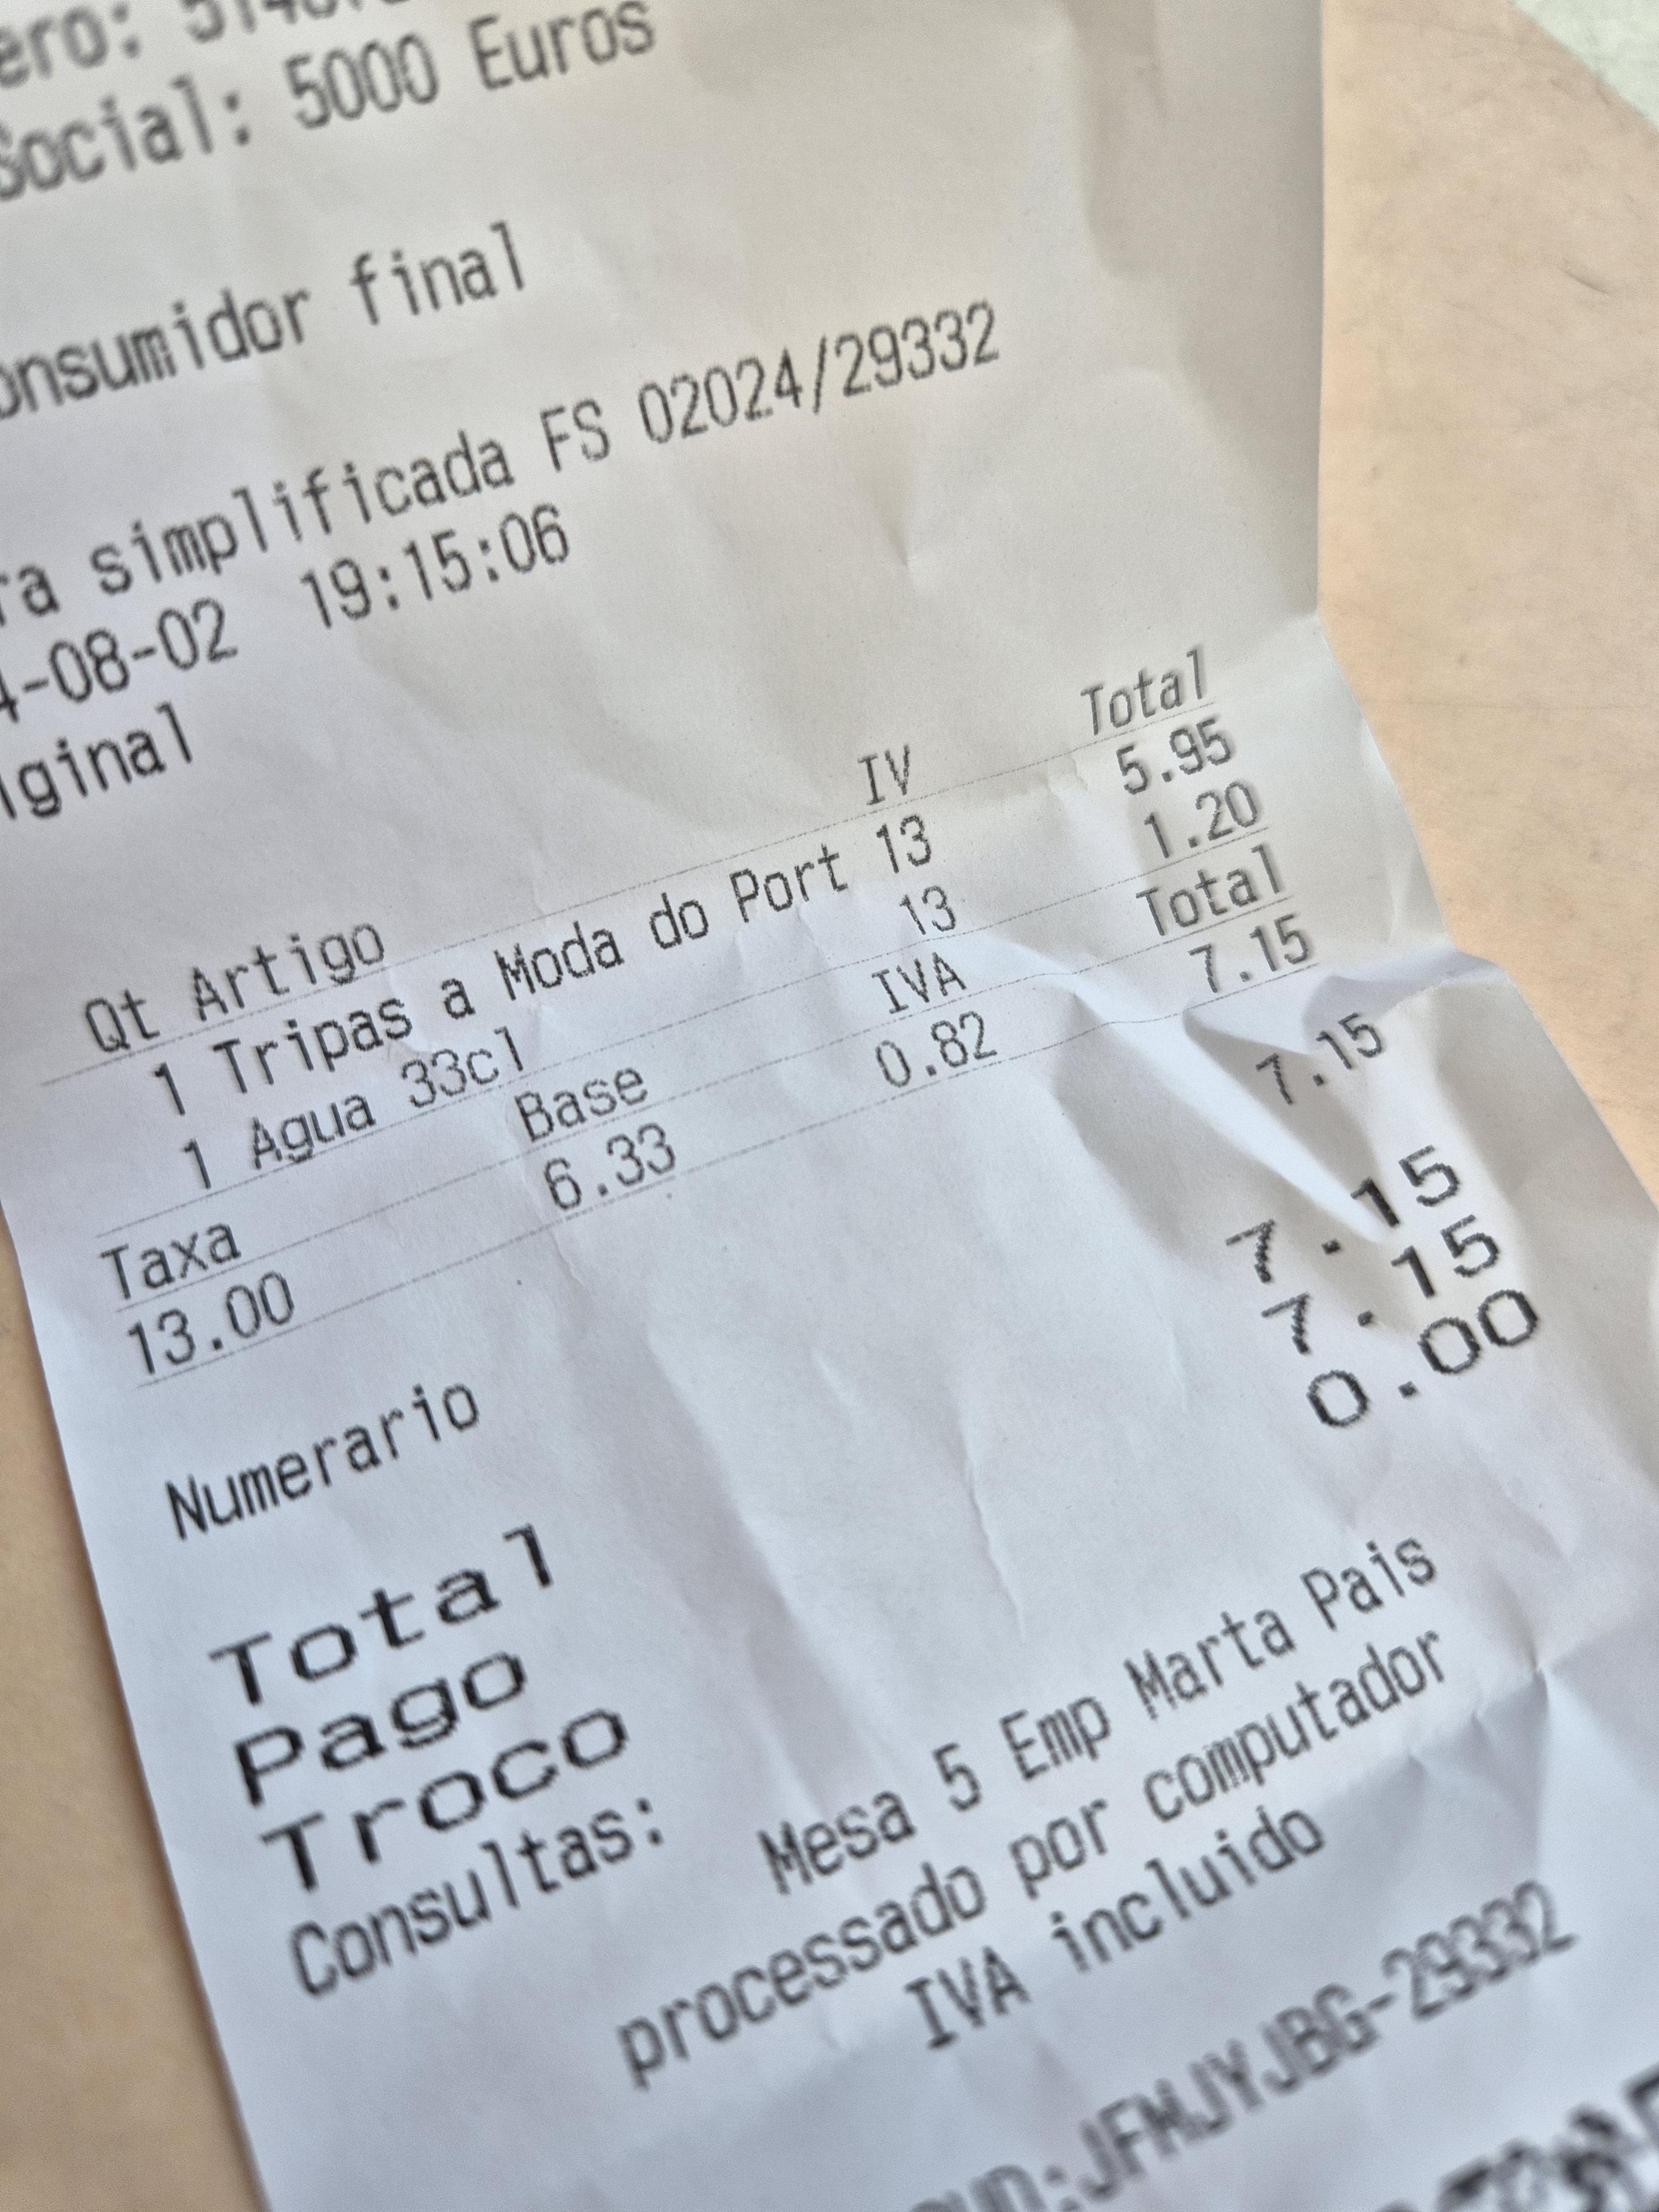 Social: 5000 Euros
onsumidor final
ra simplificada FS 02024/29332
4-08-02 19:15:06
iginal
Qt Artigo IV Total
1 Tripas a Moda do Port 13 5.95
1 Agua 33cl 13 1.20
Taxa Base IVA Total
13.00 6.33 0.82 7.15
Numerario 7.15
Total 7.15
Pago 7.15
Troco 0.00
Consultas: Mesa 5 Emp Marta Pais
processado por computador
IVA incluido
JFMJYJBG-29332